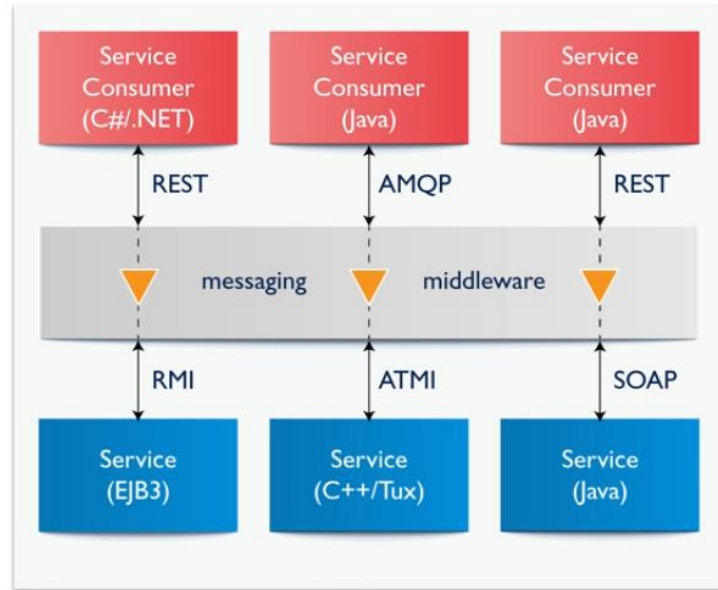 Service
Consumer
(C#/.NET)
Service
Consumer
(Java)
Service
Consumer
(Java)
REST
AMQP
REST
messaging
middleware
RMI
ATMI
SOAP
Service
(EJB3)
Service
(C++/Tux)
Service
(Java)